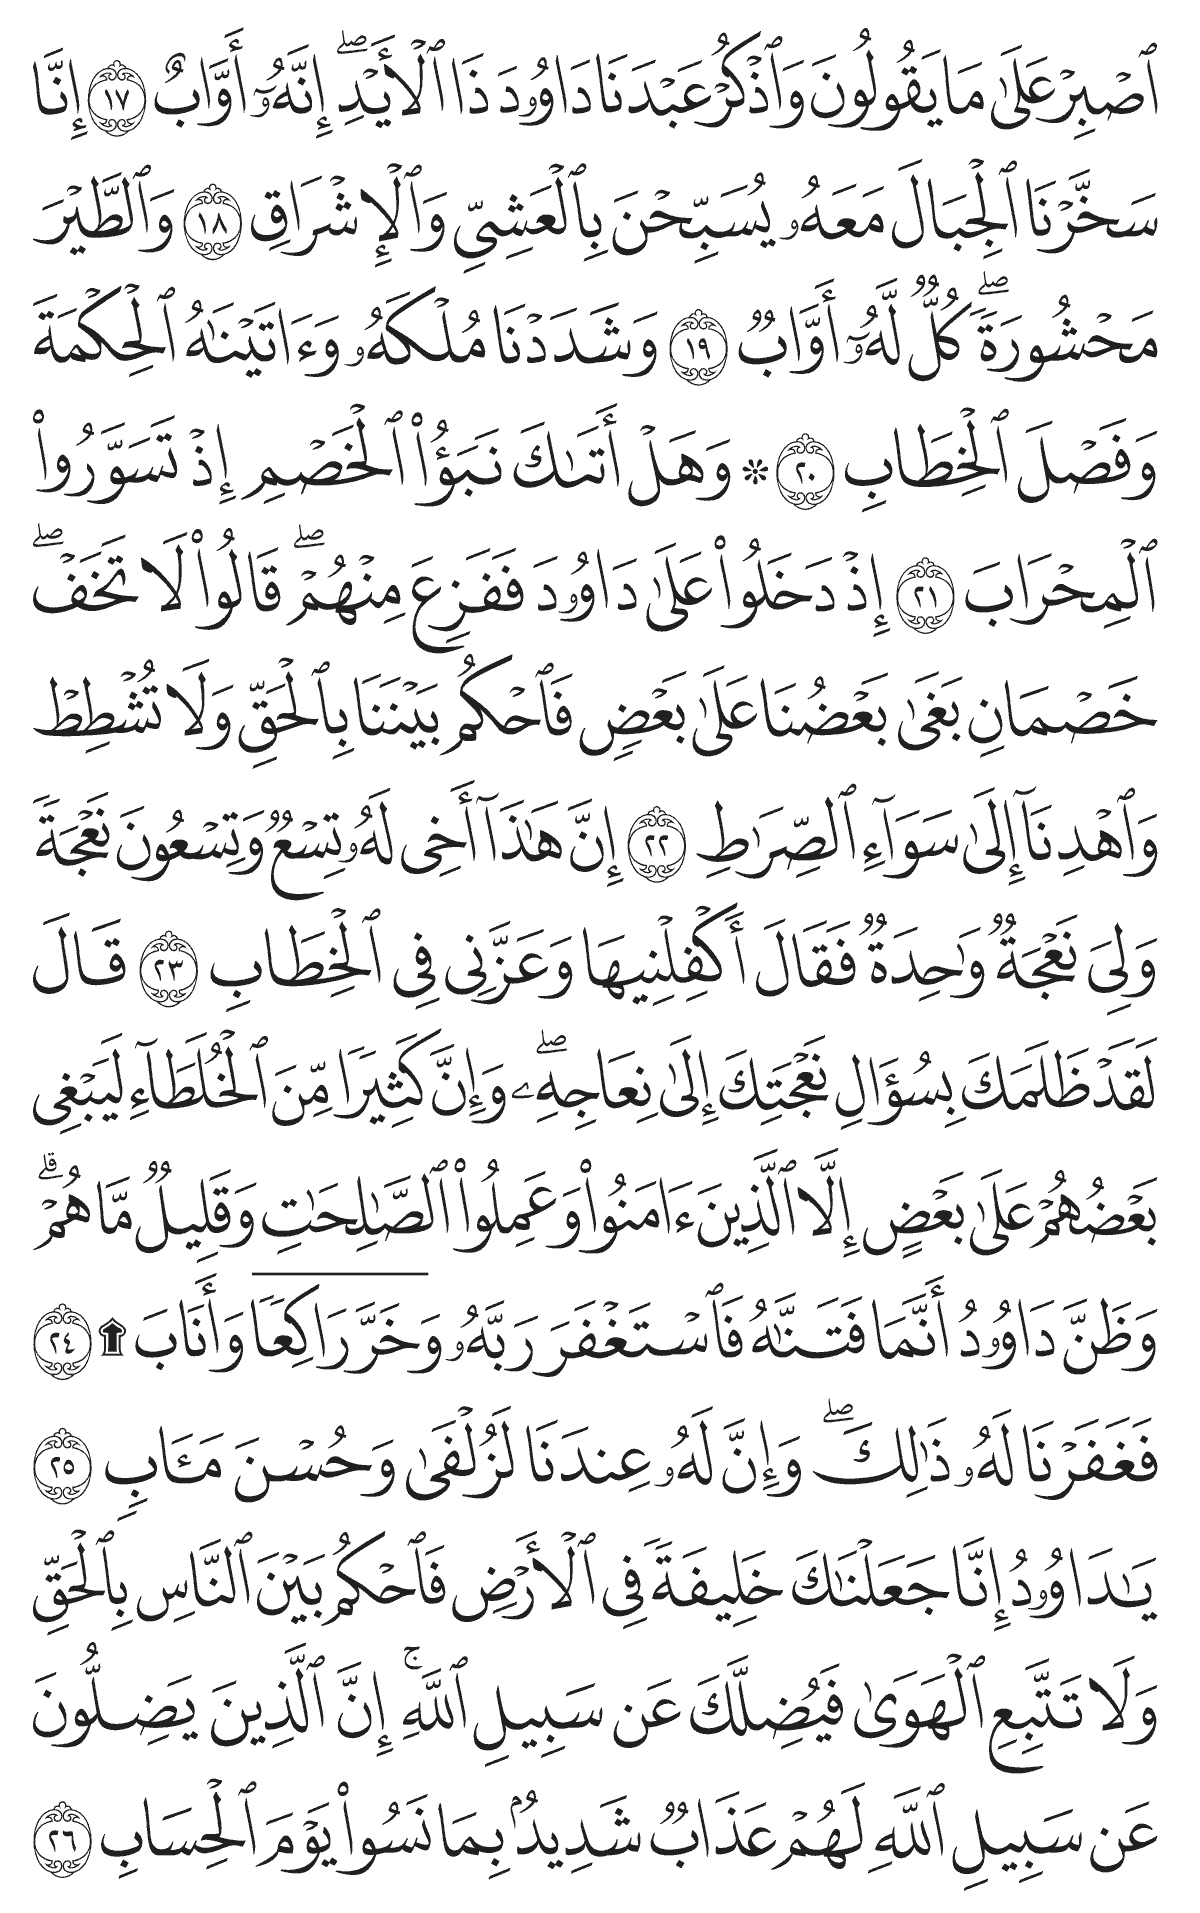 ٱصۡبِرۡ عَلَىٰ مَا يَقُولُونَ وَٱذۡكُرۡ عَبۡدَنَا دَاوُۥدَ ذَا ٱلۡأَيۡدِۖ إِنَّهُۥٓ أَوَّابٌ ١٧ إِنَّا
سَخَّرۡنَا ٱلۡجِبَالَ مَعَهُۥ يُسَبِّحۡنَ بِٱلۡعَشِيِّ وَٱلۡإِشۡرَاقِ ١٨ وَٱلطَّيۡرَ
مَحۡشُورَةٗۖ كُلّٞ لَّهُۥٓ أَوَّابٞ ١٩ وَشَدَدۡنَا مُلۡكَهُۥ وَءَاتَيۡنَٰهُ ٱلۡحِكۡمَةَ
وَفَصۡلَ ٱلۡخِطَابِ ٢٠ ۞ وَهَلۡ أَتَىٰكَ نَبَؤُاْ ٱلۡخَصۡمِ إِذۡ تَسَوَّرُواْ
ٱلۡمِحۡرَابَ ٢١ إِذۡ دَخَلُواْ عَلَىٰ دَاوُۥدَ فَفَزِعَ مِنۡهُمۡۖ قَالُواْ لَا تَخَفۡۖ
خَصۡمَانِ بَغَىٰ بَعۡضُنَا عَلَىٰ بَعۡضٖ فَٱحۡكُم بَيۡنَنَا بِٱلۡحَقِّ وَلَا تُشۡطِطۡ
وَٱهۡدِنَآ إِلَىٰ سَوَآءِ ٱلصِّرَٰطِ ٢٢ إِنَّ هَٰذَآ أَخِي لَهُۥ تِسۡعٞ وَتِسۡعُونَ نَعۡجَةٗ
وَلِيَ نَعۡجَةٞ وَٰحِدَةٞ فَقَالَ أَكۡفِلۡنِيهَا وَعَزَّنِي فِي ٱلۡخِطَابِ ٢٣ قَالَ
لَقَدۡ ظَلَمَكَ بِسُؤَالِ نَعۡجَتِكَ إِلَىٰ نِعَاجِهِۦۖ وَإِنَّ كَثِيرٗا مِّنَ ٱلۡخُلَطَآءِ لَيَبۡغِي
بَعۡضُهُمۡ عَلَىٰ بَعۡضٍ إِلَّا ٱلَّذِينَ ءَامَنُواْ وَعَمِلُواْ ٱلصَّٰلِحَٰتِ وَقَلِيلٞ مَّا هُمۡۗ
وَظَنَّ دَاوُۥدُ أَنَّمَا فَتَنَّٰهُ فَٱسۡتَغۡفَرَ رَبَّهُۥ وَخَرَّ رَاكِعٗا وَأَنَابَ ۩ ٢٤
فَغَفَرۡنَا لَهُۥ ذَٰلِكَۖ وَإِنَّ لَهُۥ عِندَنَا لَزُلۡفَىٰ وَحُسۡنَ مَـَٔابٖ ٢٥
يَٰدَاوُۥدُ إِنَّا جَعَلۡنَٰكَ خَلِيفَةٗ فِي ٱلۡأَرۡضِ فَٱحۡكُم بَيۡنَ ٱلنَّاسِ بِٱلۡحَقِّ
وَلَا تَتَّبِعِ ٱلۡهَوَىٰ فَيُضِلَّكَ عَن سَبِيلِ ٱللَّهِۚ إِنَّ ٱلَّذِينَ يَضِلُّونَ
عَن سَبِيلِ ٱللَّهِ لَهُمۡ عَذَابٞ شَدِيدُۢ بِمَا نَسُواْ يَوۡمَ ٱلۡحِسَابِ ٢٦